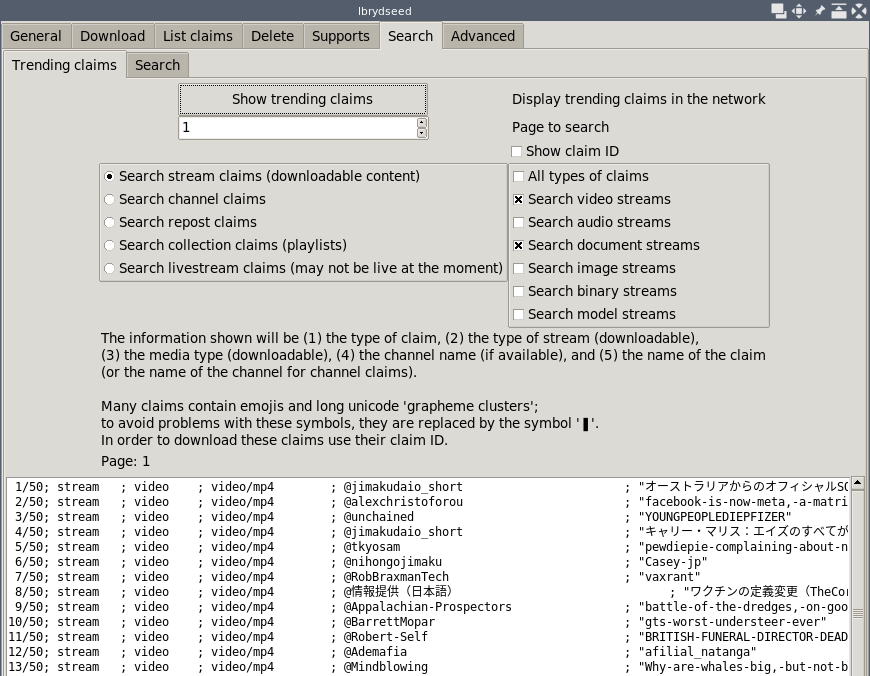 lbrydseed
General Download List claims Delete Supports Search Advanced
Trending claims Search
Show trending claims Display trending claims in the network
1 Page to search
Show claim ID
Search stream claims (downloadable content) All types of claims
Search channel claims Search video streams
Search repost claims Search audio streams
Search collection claims (playlists) Search document streams
Search livestream claims (may not be live at the moment) Search image streams
Search binary streams
Search model streams
The information shown will be (1) the type of claim, (2) the type of stream (downloadable),
(3) the media type (downloadable), (4) the channel name (if available), and (5) the name of the claim
(or the name of the channel for channel claims).
Many claims contain emojis and long unicode 'grapheme clusters';
to avoid problems with these symbols, they are replaced by the symbol '❚'.
In order to download these claims use their claim ID.
Page: 1
1/50; stream ; video ; video/mp4 ; @jimakudaio_short ; "オーストラリアからのオフィシャルSO
2/50; stream ; video ; video/mp4 ; @alexchristoforou ; "facebook-is-now-meta,-a-matri
3/50; stream ; video ; video/mp4 ; @unchained ; "YOUNGPEOPLEDIEPFIZER"
4/50; stream ; video ; video/mp4 ; @jimakudaio_short ; "キャリー・マリス：エイズのすべてが
5/50; stream ; video ; video/mp4 ; @tkyosam ; "pewdiepie-complaining-about-n
6/50; stream ; video ; video/mp4 ; @nihongojimaku ; "Casey-jp"
7/50; stream ; video ; video/mp4 ; @RobBraxmanTech ; "vaxrant"
8/50; stream ; video ; video/mp4 ; @情報提供（日本語） ; "ワクチンの定義変更（TheCor
9/50; stream ; video ; video/mp4 ; @Appalachian-Prospectors ; "battle-of-the-dredges,-on-goo
10/50; stream ; video ; video/mp4 ; @BarrettMopar ; "gts-worst-understeer-ever"
11/50; stream ; video ; video/mp4 ; @Robert-Self ; "BRITISH-FUNERAL-DIRECTOR-DEAD
12/50; stream ; video ; video/mp4 ; @Ademafia ; "afilial_natanga"
13/50; stream ; video ; video/mp4 ; @Mindblowing ; "Why-are-whales-big,-but-not-b